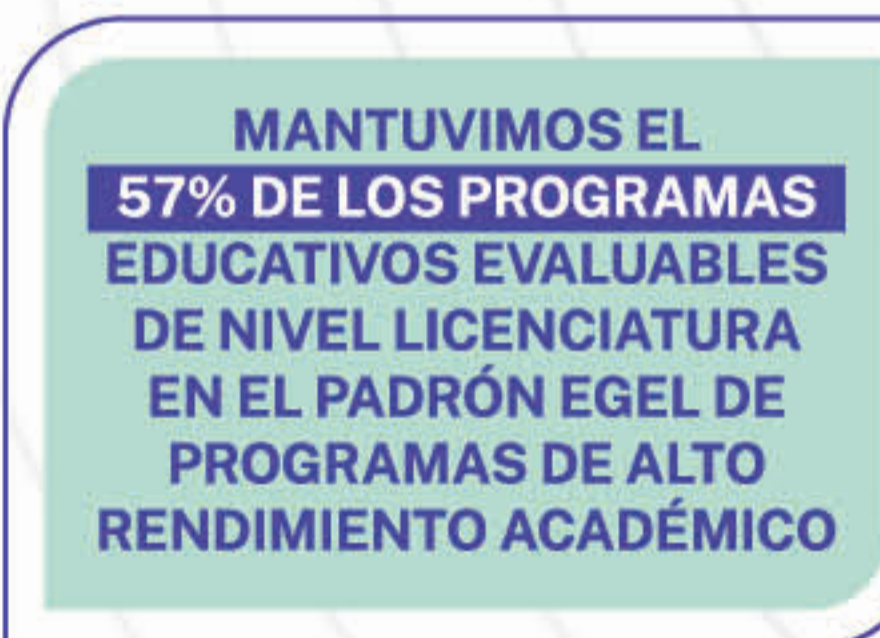 MANTUVIMOS EL
57% DE LOS PROGRAMAS
EDUCATIVOS EVALUABLES
DE NIVEL LICENCIATURA
EN EL PADRÓN EGEL DE
PROGRAMAS DE ALTO
RENDIMIENTO ACADÉMICO